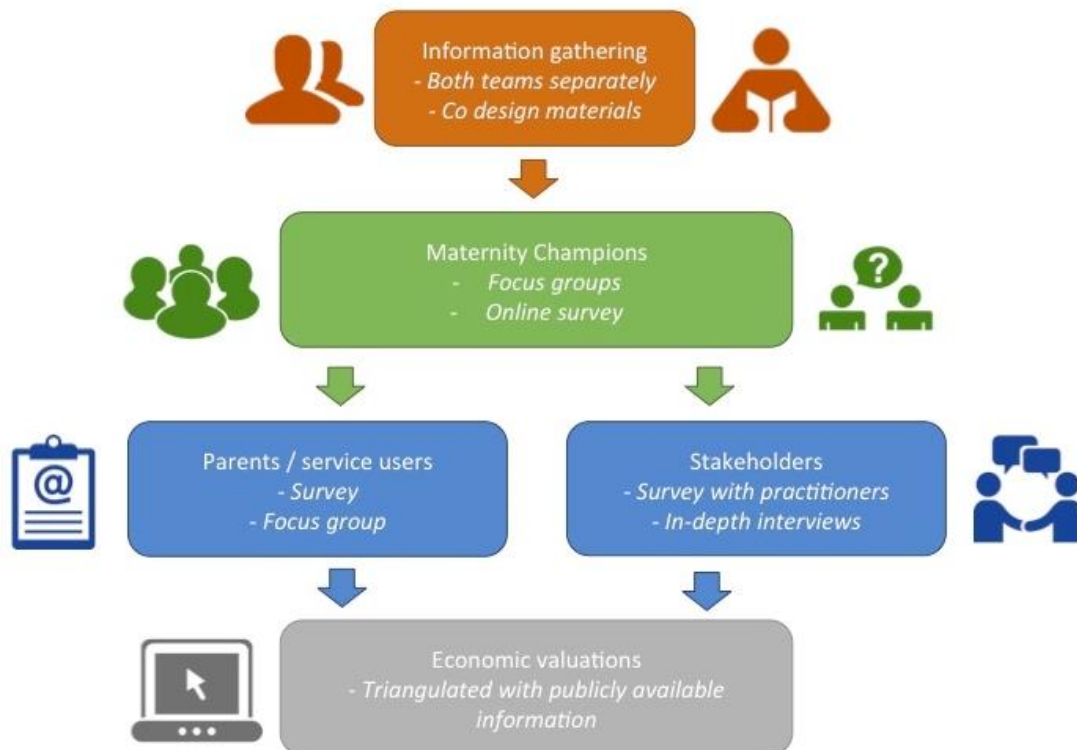 Information gathering
- Both teams separately
- Co design materials
?
Maternity Champions
- Focus groups
- Online survey
@
Parents / service users
- Survey
- Focus group
Stakeholders
- Survey with practitioners
- In-depth interviews
Economic valuations
- Triangulated with publicly available
information